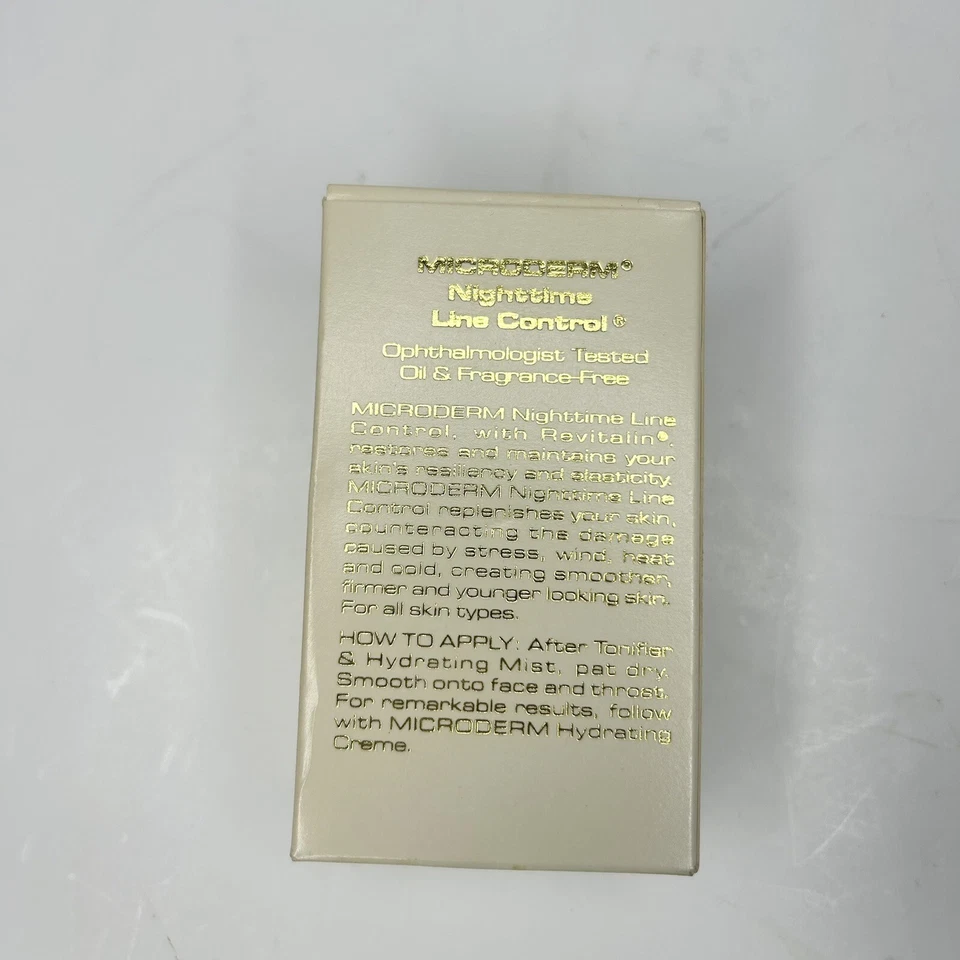 MICRODERM®
Nighttime
Line Control®
Ophthalmologist Tested
Oil & Fragrance-Free
MICRODERM Nighttime Line
Control, with Revitalin®,
restores and maintains your
skin's resiliency and elasticity.
MICRODERM Nighttime Line
Control replenishes your skin,
counteracting the damage
caused by stress, wind, heat
and cold, creating smoother,
firmer and younger looking skin.
For all skin types.
HOW TO APPLY: After Tonifier
& Hydrating Mist, pat dry.
Smooth onto face and throat.
For remarkable results, follow
with MICRODERM Hydrating
Creme.